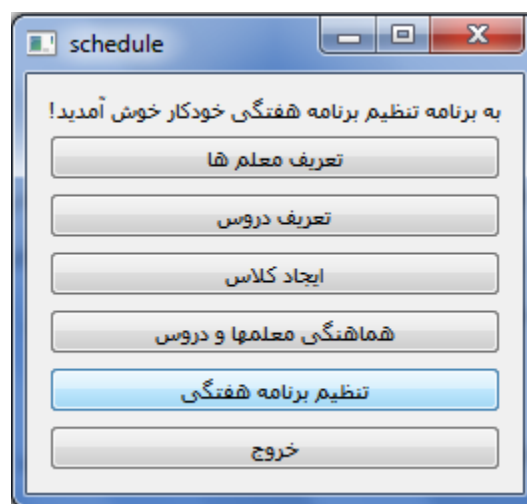 schedule
به برنامه تنظیم برنامه هفتگی خودکار خوش آمدید!
تعریف معلم ها
تعریف دروس
ایجاد کلاس
هماهنگی معلمها و دروس
تنظیم برنامه هفتگی
خروج